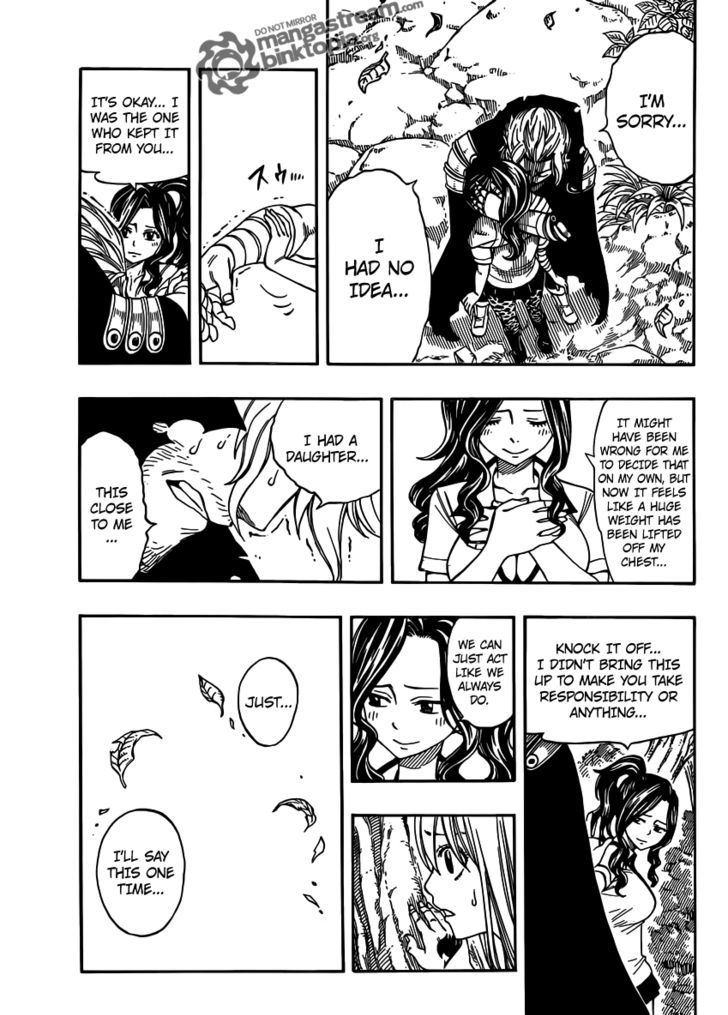 DO NOT MIRROR
mangastream.com
binktopia.org
I'M
SORRY...
I
HAD NO
IDEA...
スゥ...
IT'S OKAY... I
WAS THE ONE
WHO KEPT IT
FROM YOU...
IT MIGHT
HAVE BEEN
WRONG FOR ME
TO DECIDE THAT
ON MY OWN, BUT
NOW IT FEELS
LIKE A HUGE
WEIGHT HAS
BEEN LIFTED
OFF MY
CHEST...
I HAD A
DAUGHTER...
THIS
CLOSE
TO ME
...
KNOCK IT OFF...
I DIDN'T BRING THIS
UP TO MAKE YOU TAKE
RESPONSIBILITY OR
ANYTHING...
WE CAN
JUST ACT
LIKE WE
ALWAYS
DO.
JUST...
I'LL SAY
THIS ONE
TIME...